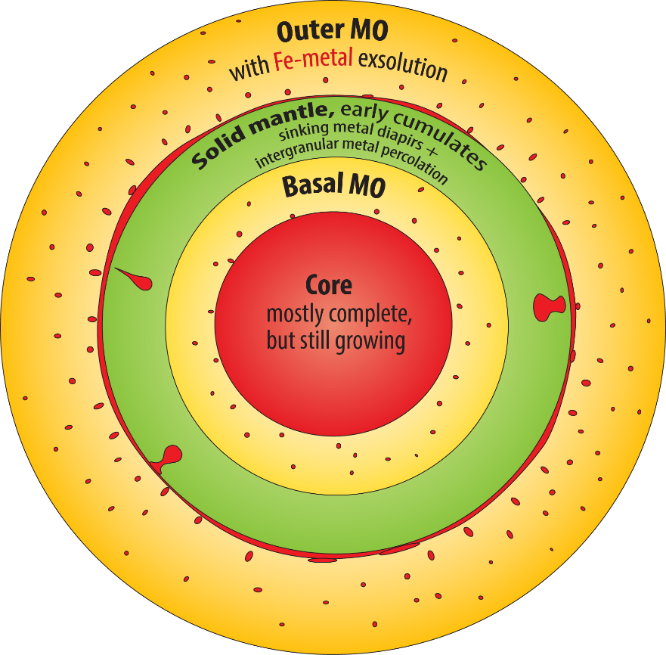 Outer MO
with Fe-metal exsolution
Solid mantle, early cumulates
sinking metal diapirs +
intergranular metal percolation
Basal MO
Core
mostly complete,
but still growing